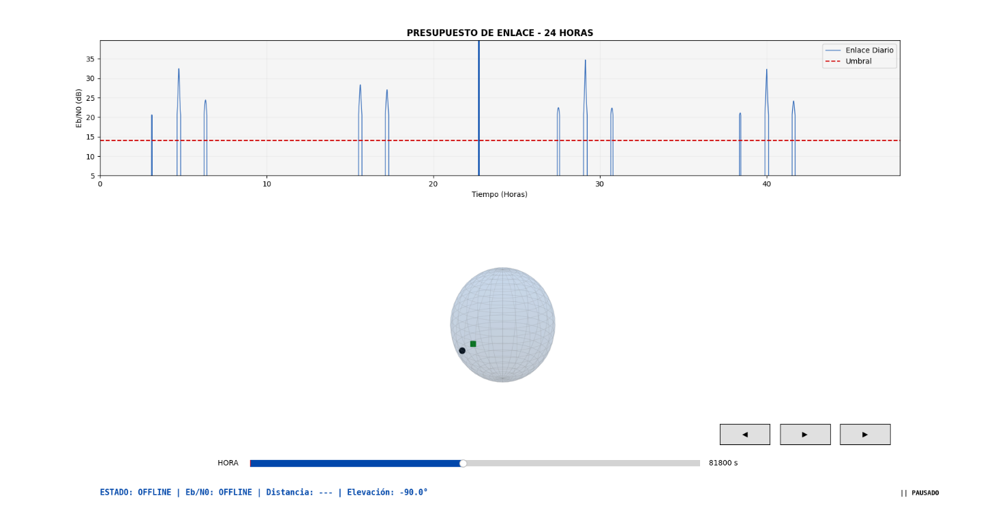 PRESUPUESTO DE ENLACE - 24 HORAS
Enlace Diario
Umbral
Eb/N0 (dB)
35
30
25
20
15
10
5
0 10 20 30 40
Tiempo (Horas)
◄ ► ►
HORA 81800 s
ESTADO: OFFLINE | Eb/N0: OFFLINE | Distancia: --- | Elevación: -90.0° || PAUSADO